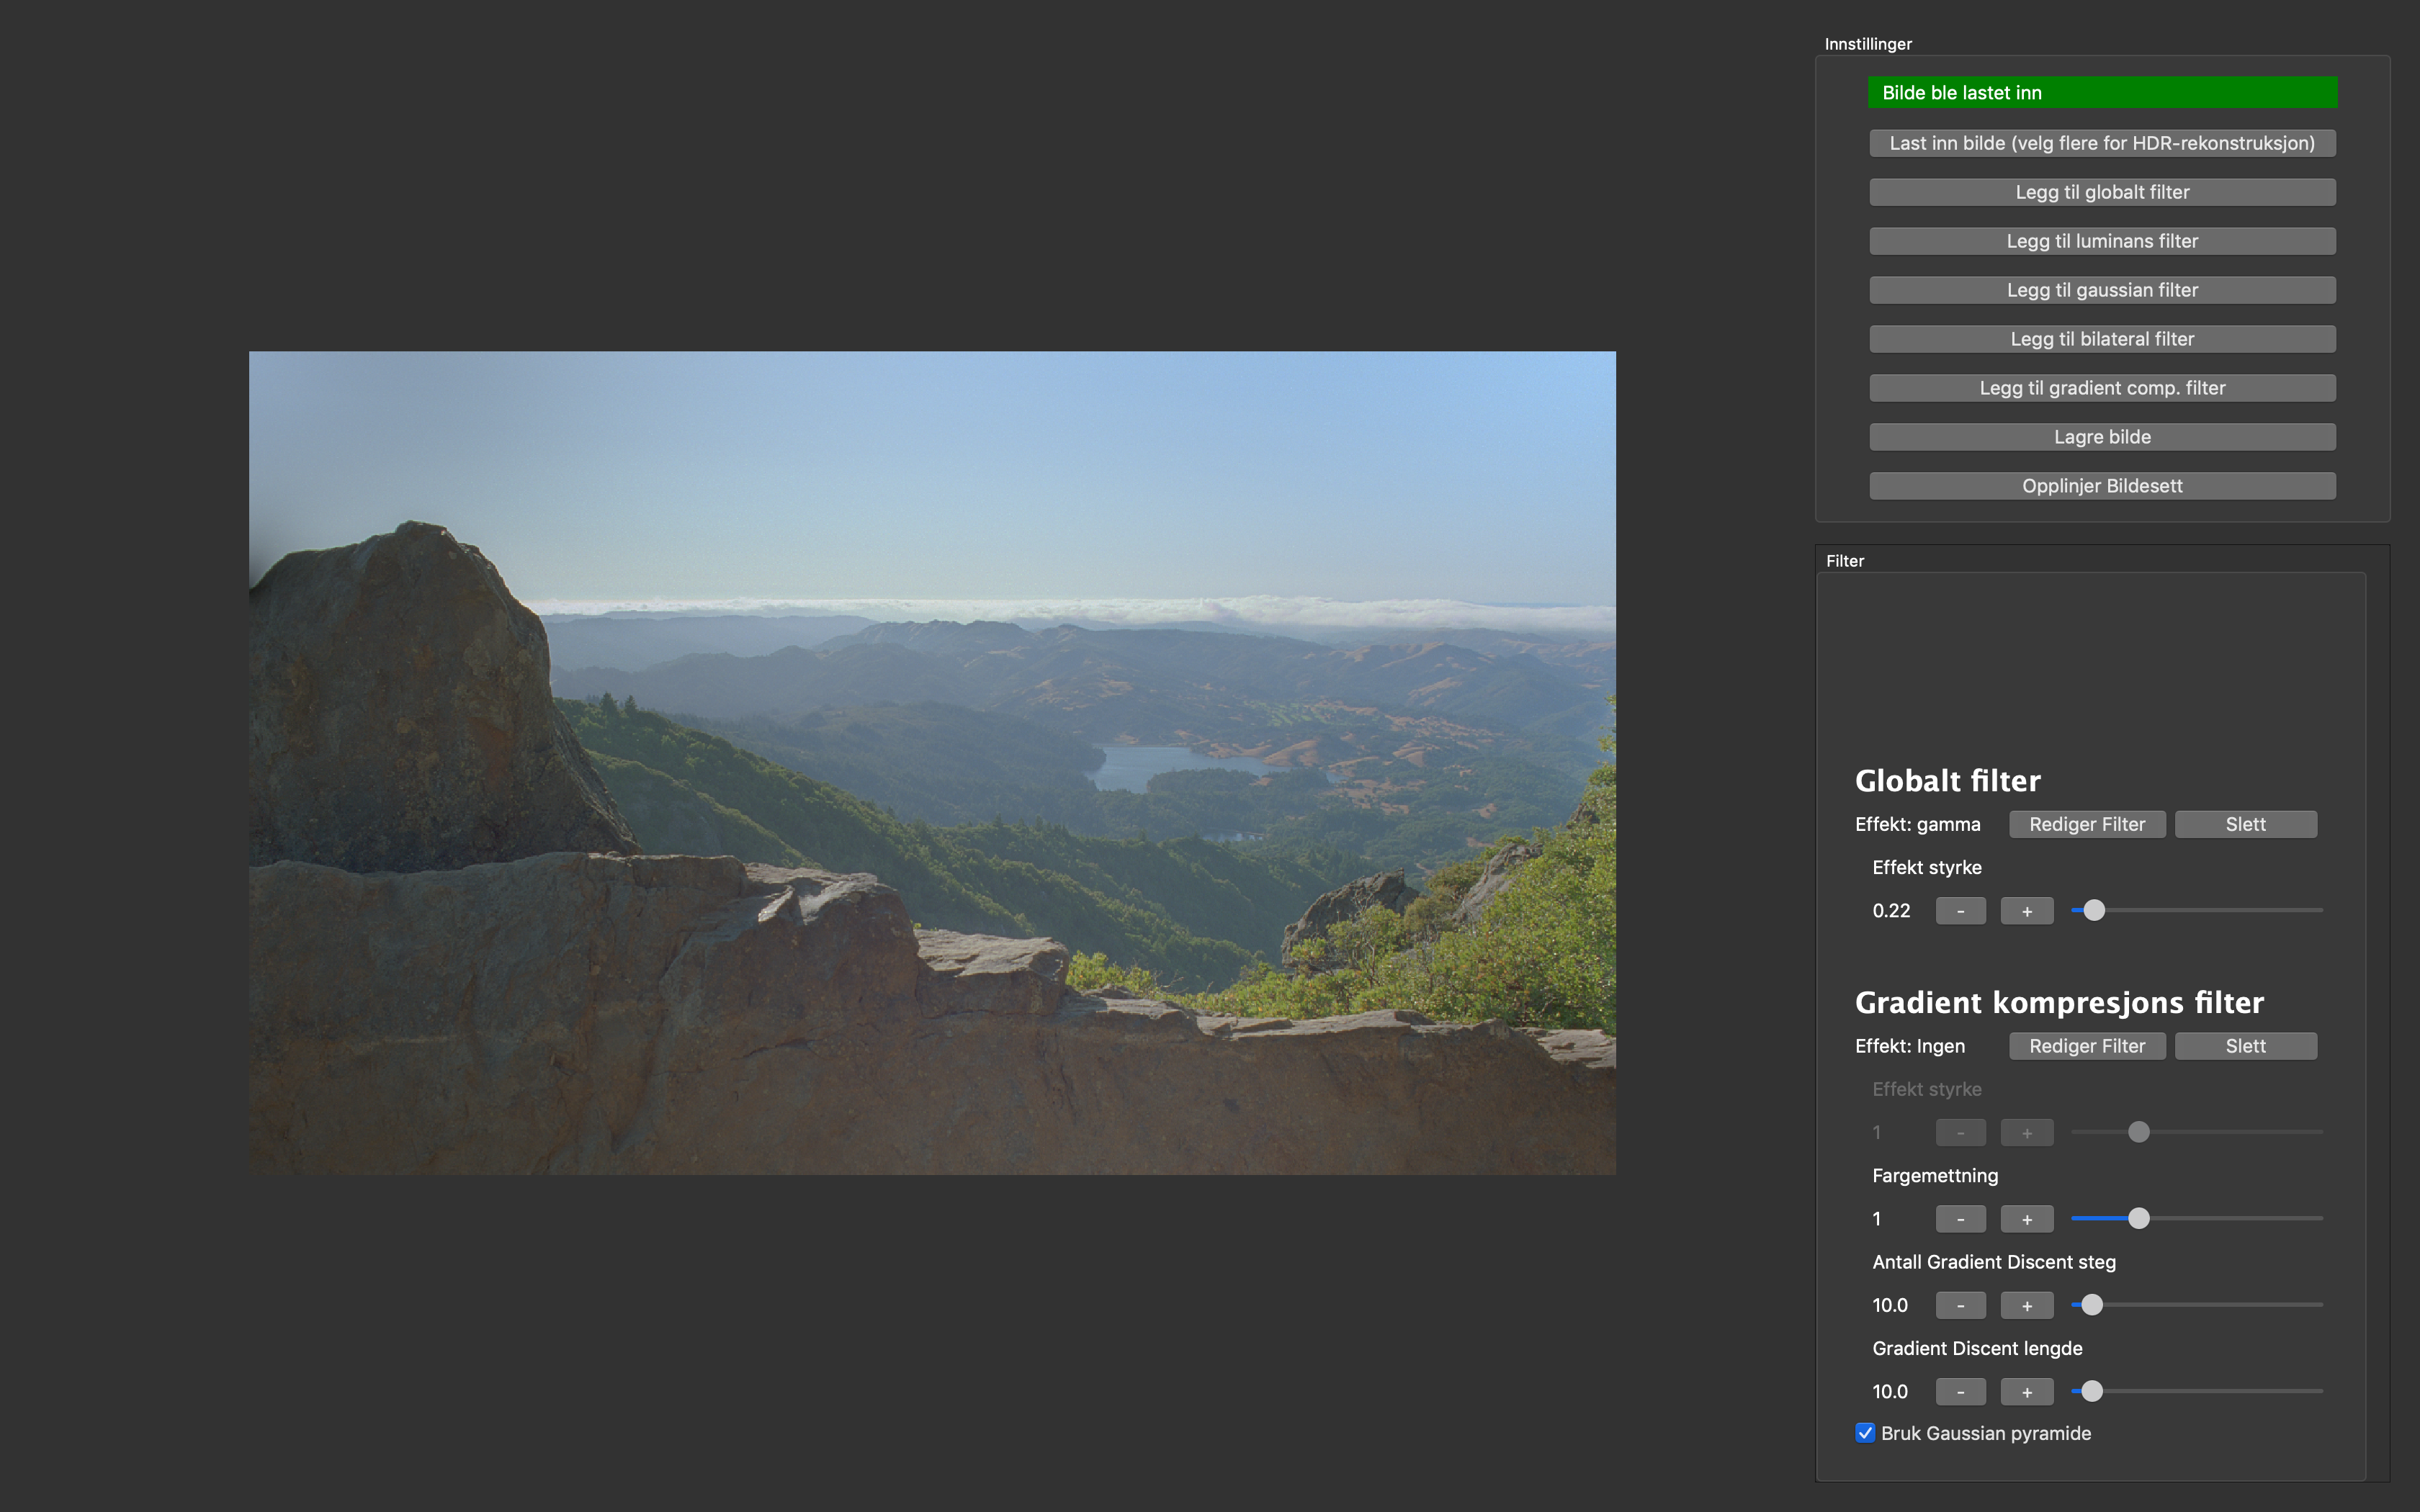 Innstillinger
Bilde ble lastet inn
Last inn bilde (velg flere for HDR-rekonstruksjon)
Legg til globalt filter
Legg til luminans filter
Legg til gaussian filter
Legg til bilateral filter
Legg til gradient comp. filter
Lagre bilde
Opplinjer Bildesett
Filter
Globalt filter
Effekt: gamma Rediger Filter Slett
Effekt styrke
0.22 - +
Gradient kompresjons filter
Effekt: Ingen Rediger Filter Slett
Effekt styrke
1 - +
Fargemettning
1 - +
Antall Gradient Discent steg
10.0 - +
Gradient Discent lengde
10.0 - +
Bruk Gaussian pyramide